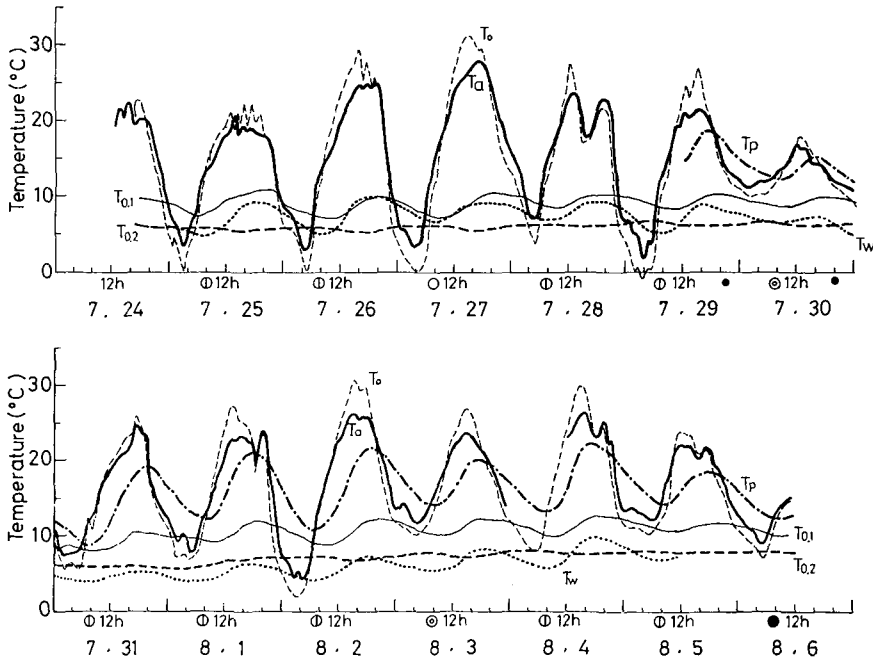 Temperature (°C)
30
20
10
0
To
Ta
Tp
T0.1
T0.2
Tw
12h ⦶ 12h ⦶ 12h ○ 12h ⦶ 12h ⦶ 12h ● ◎ 12h ●
7 . 24 7 . 25 7 . 26 7 . 27 7 . 28 7 . 29 7 . 30
Temperature (°C)
30
20
10
0
To
Ta
Tp
T0.1
T0.2
Tw
⦶ 12h ⦶ 12h ⦶ 12h ◎ 12h ⦶ 12h ⦶ 12h ● 12h
7 . 31 8 . 1 8 . 2 8 . 3 8 . 4 8 . 5 8 . 6